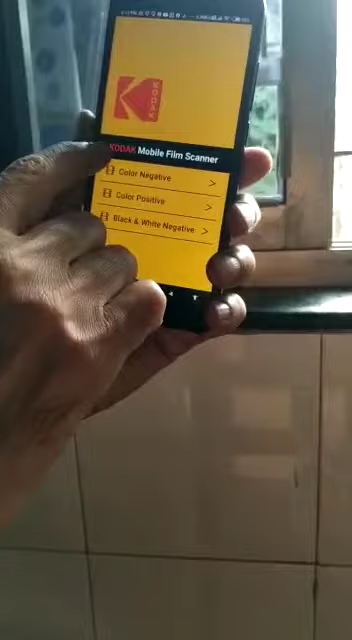 KODAK
KODAK Mobile Film Scanner
Color Negative
Color Positive
Black & White Negative